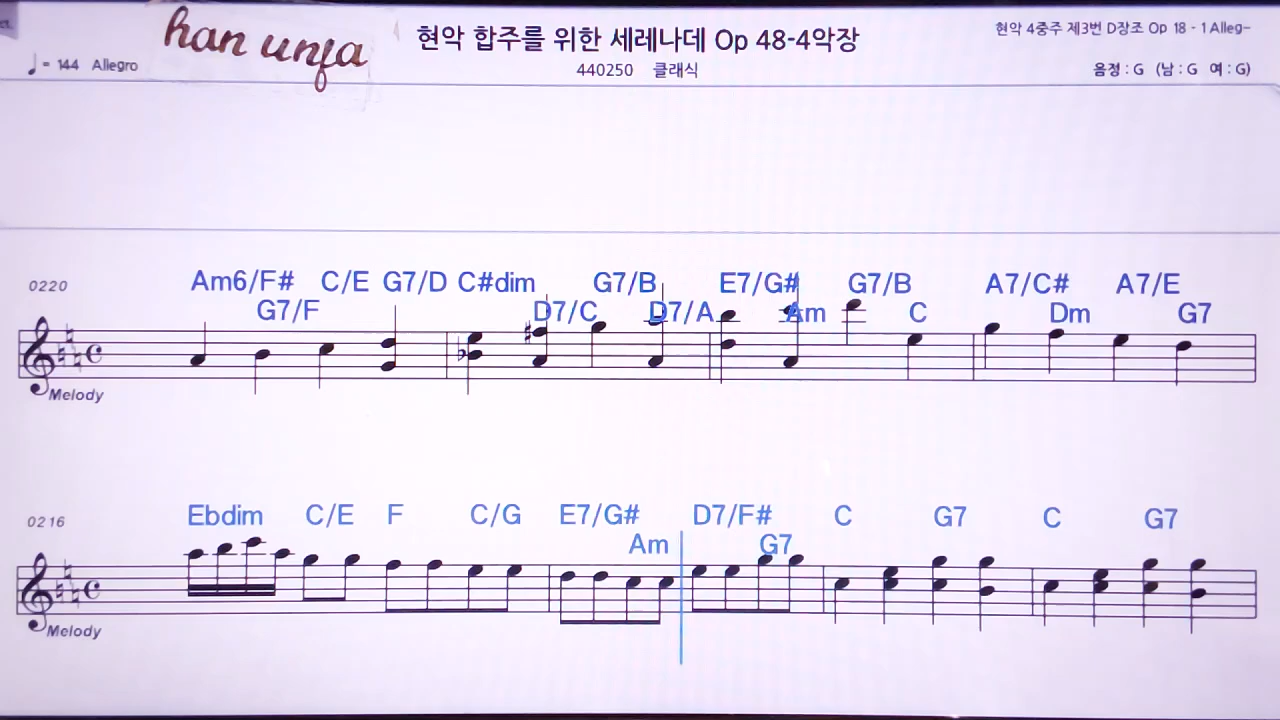 han unja
현악 합주를 위한 세레나데 Op 48-4악장
현악 4중주 제3번 D장조 Op 18 - 1 Alleg~
♩= 144 Allegro
440250 클래식
음정 : G (남 : G 여 : G)
0220
Am6/F# C/E G7/D C#dim G7/B E7/G# G7/B A7/C# A7/E
G7/F D7/C D7/A Am C Dm G7
Melody
0216
Ebdim C/E F C/G E7/G# D7/F# C G7 C G7
Am G7
Melody